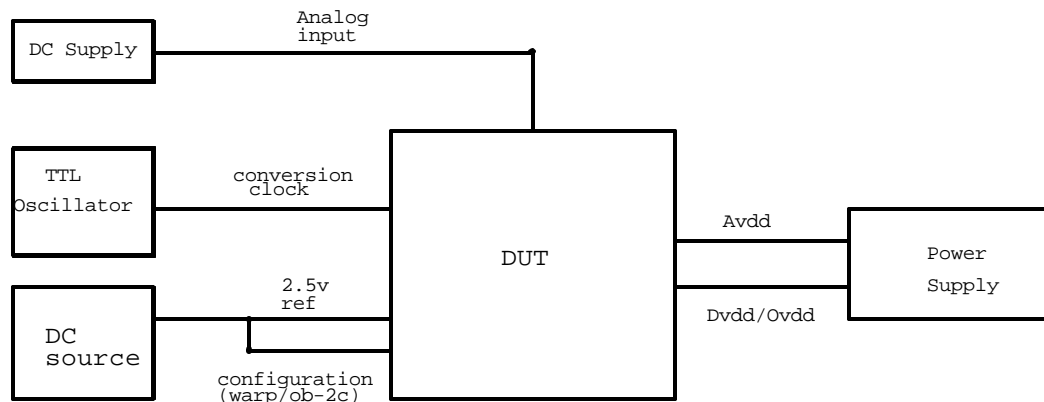 Analog
input
DC Supply
TTL
Oscillator
conversion
clock
DUT
Avdd
Power
Supply
Dvdd/Ovdd
2.5v
ref
DC
source
configuration
(warp/ob-2c)